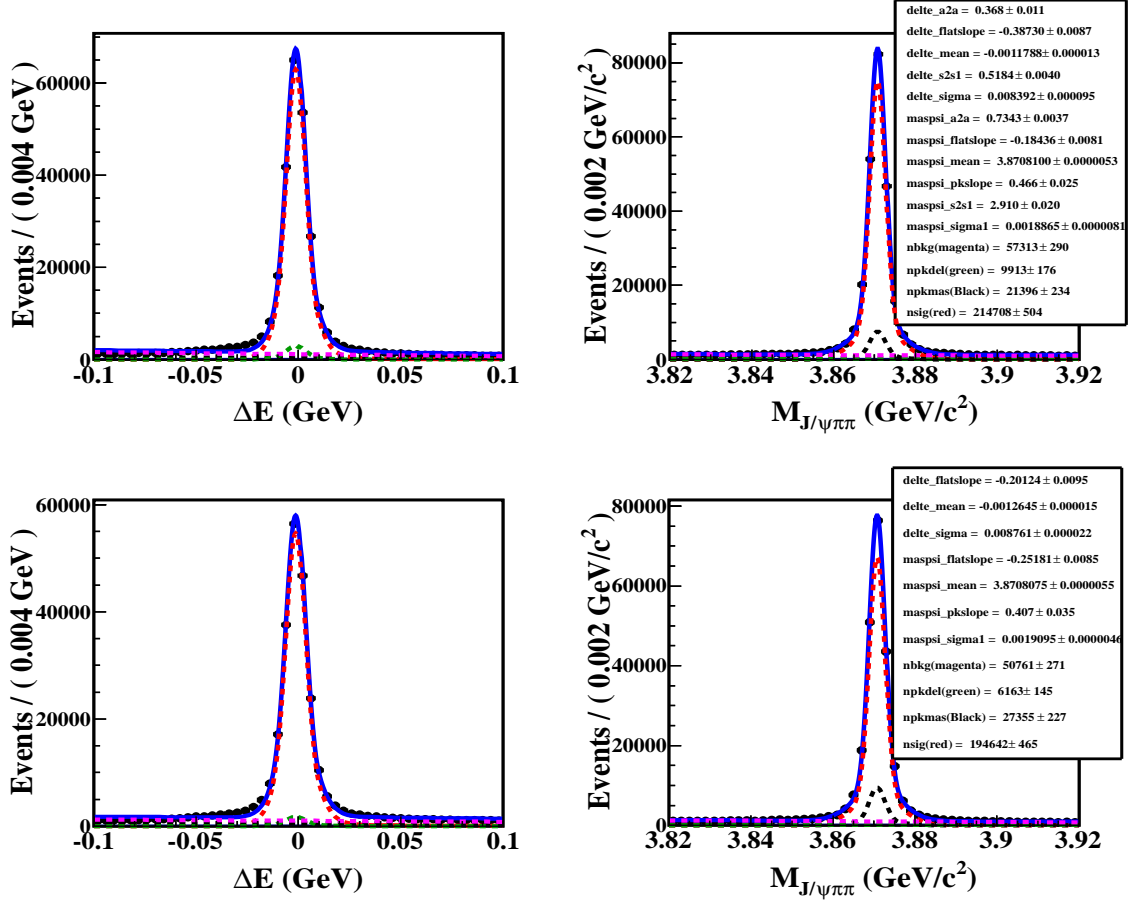 Events / ( 0.004 GeV )
60000
40000
20000
0
-0.1
-0.05
0
0.05
0.1
ΔE (GeV)
Events / ( 0.002 GeV/c² )
80000
60000
40000
20000
0
3.82
3.84
3.86
3.88
3.9
3.92
M_J/ψππ (GeV/c²)
delte_a2a = 0.368 ± 0.011
delte_flatslope = -0.38730 ± 0.0087
delte_mean = -0.0011788 ± 0.000013
delte_s2s1 = 0.5184 ± 0.0040
delte_sigma = 0.008392 ± 0.000095
maspsi_a2a = 0.7343 ± 0.0037
maspsi_flatslope = -0.18436 ± 0.0081
maspsi_mean = 3.8708100 ± 0.0000053
maspsi_pkslope = 0.466 ± 0.025
maspsi_s2s1 = 2.910 ± 0.020
maspsi_sigma1 = 0.0018865 ± 0.0000081
nbkg(magenta) = 57313 ± 290
npkdel(green) = 9913 ± 176
npkmas(Black) = 21396 ± 234
nsig(red) = 214708 ± 504
Events / ( 0.004 GeV )
60000
40000
20000
0
-0.1
-0.05
0
0.05
0.1
ΔE (GeV)
Events / ( 0.002 GeV/c² )
80000
60000
40000
20000
0
3.82
3.84
3.86
3.88
3.9
3.92
M_J/ψππ (GeV/c²)
delte_flatslope = -0.20124 ± 0.0095
delte_mean = -0.0012645 ± 0.000015
delte_sigma = 0.008761 ± 0.000022
maspsi_flatslope = -0.25181 ± 0.0085
maspsi_mean = 3.8708075 ± 0.0000055
maspsi_pkslope = 0.407 ± 0.035
maspsi_sigma1 = 0.0019095 ± 0.0000046
nbkg(magenta) = 50761 ± 271
npkdel(green) = 6163 ± 145
npkmas(Black) = 27355 ± 227
nsig(red) = 194642 ± 465